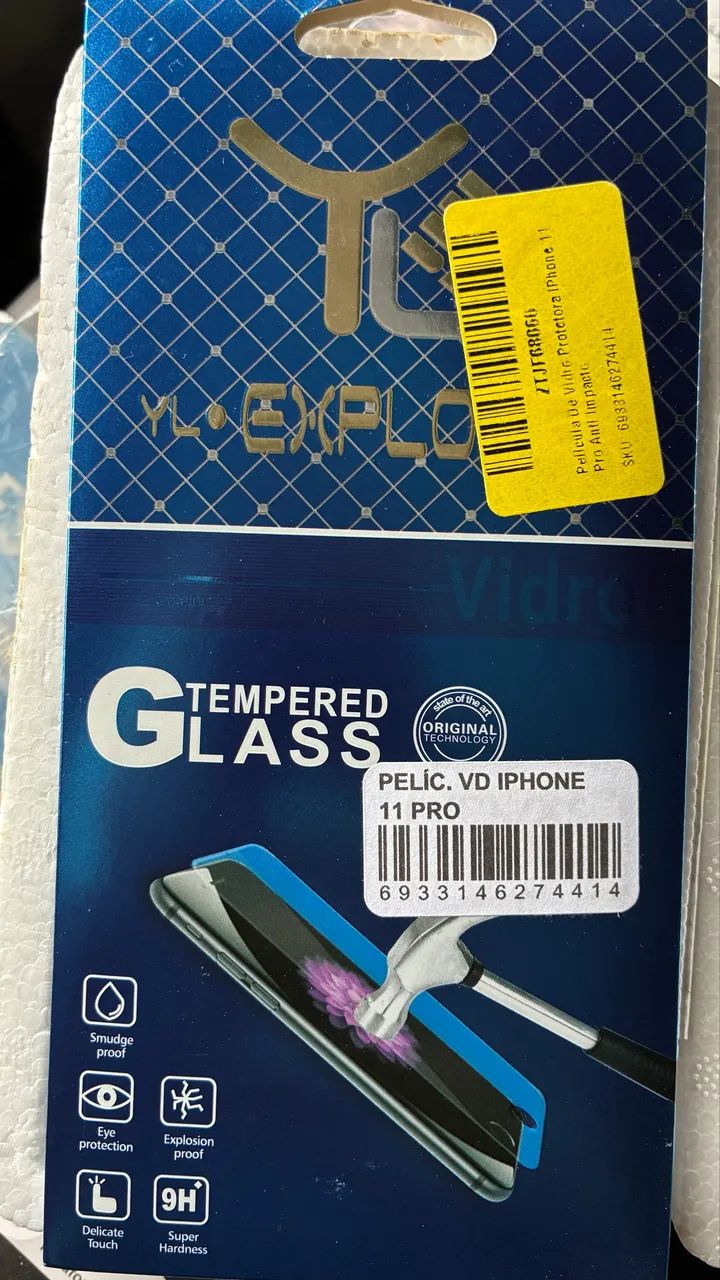 YL
YL
EXPLO
Película De Vidro Protetora IPhone 11
Pro Anti Impacto
SKU: 6933146274414
Vidro
TEMPERED
GLASS
state of the art
ORIGINAL
TECHNOLOGY
PELÍC. VD IPHONE
11 PRO
6933146274414
Smudge
proof
Eye
protection
Explosion
proof
Delicate
Touch
9H
Super
Hardness